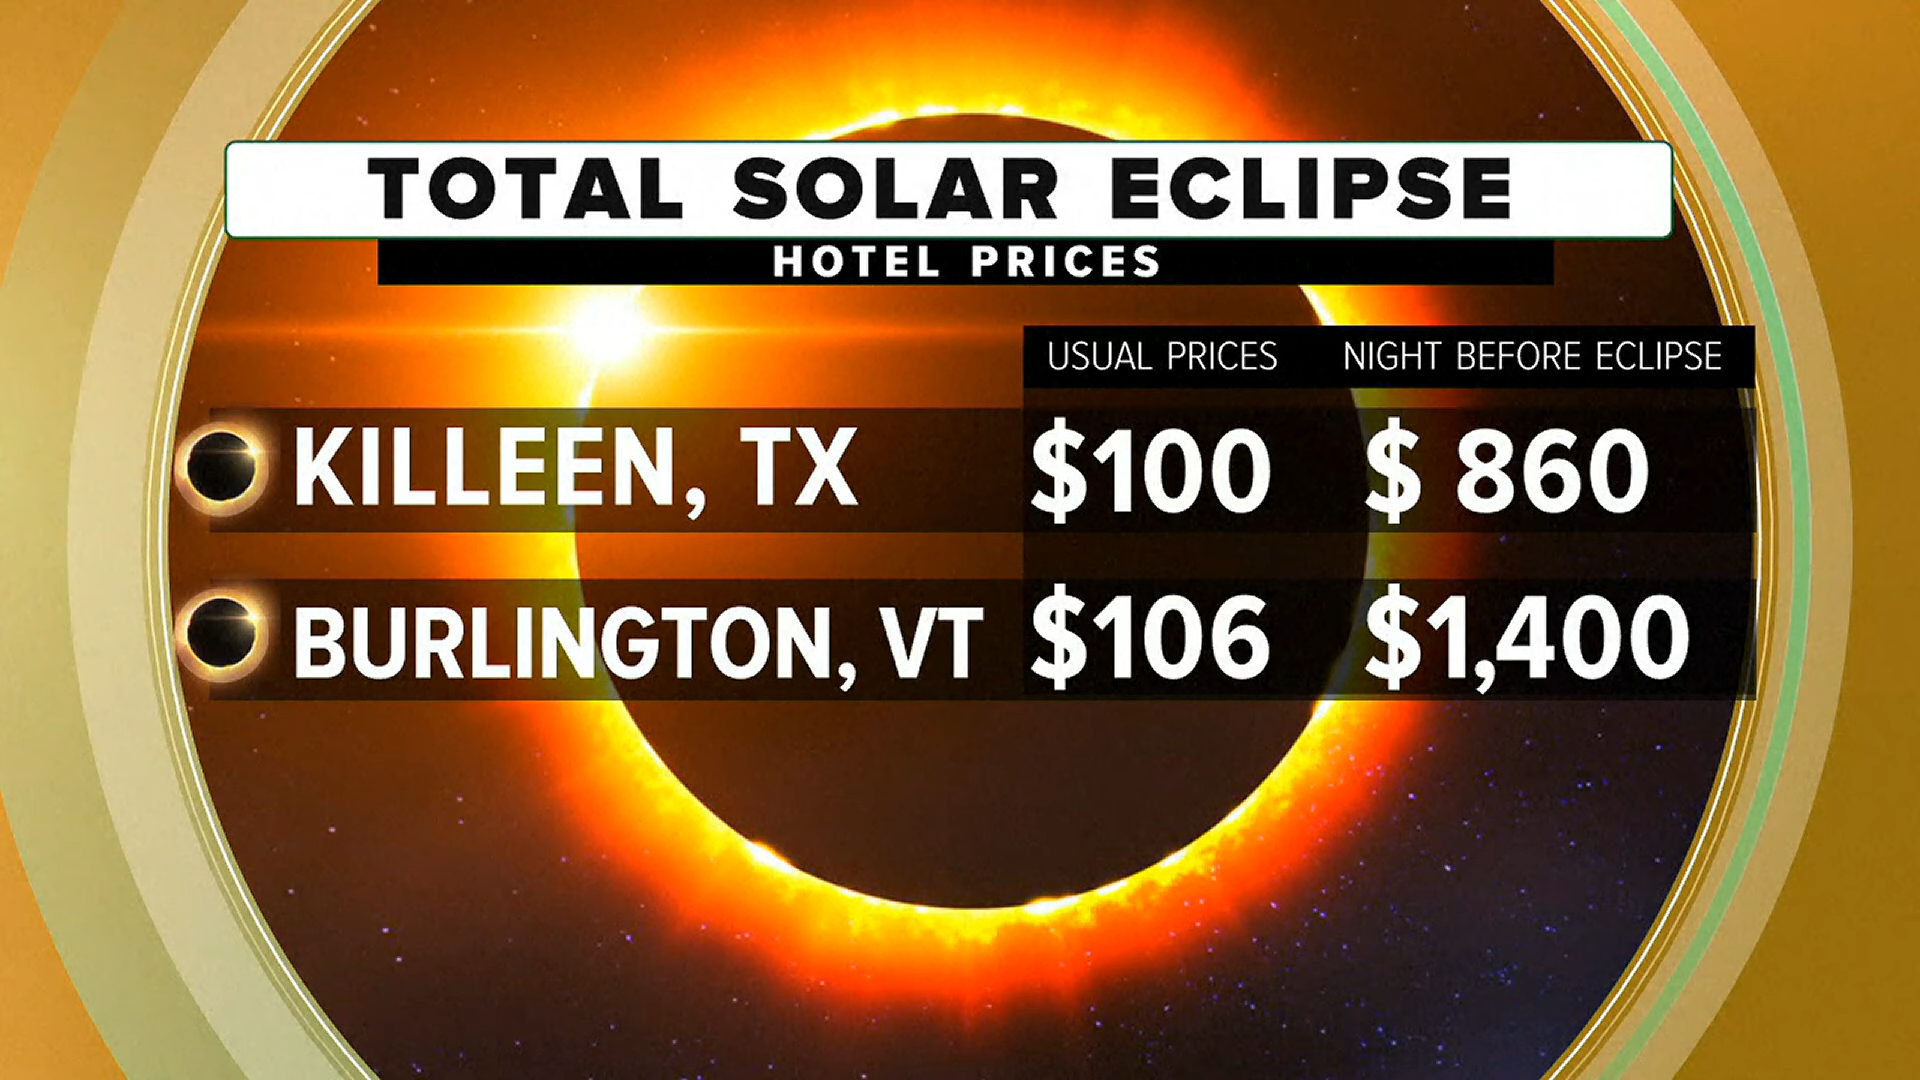 TOTAL SOLAR ECLIPSE
HOTEL PRICES
USUAL PRICES NIGHT BEFORE ECLIPSE
KILLEEN, TX $100 $ 860
BURLINGTON, VT $106 $1,400